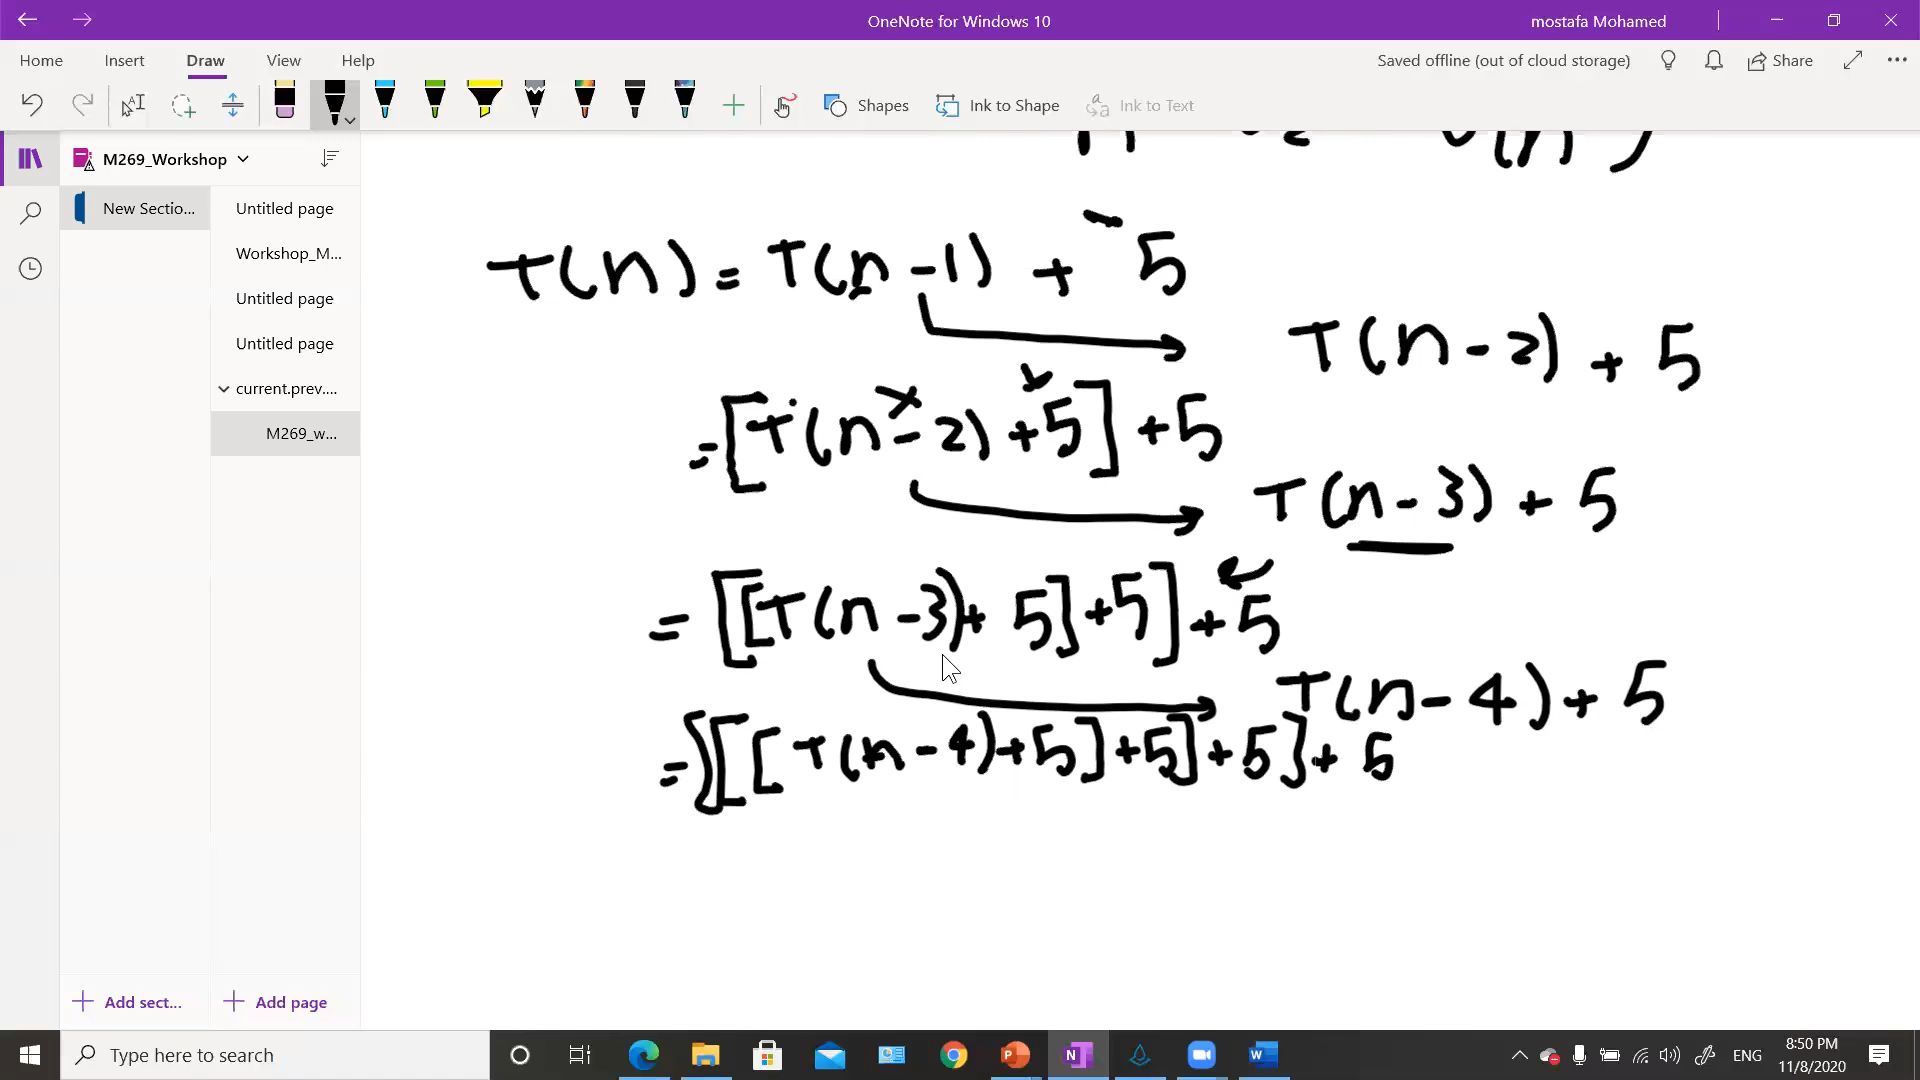 OneNote for Windows 10
mostafa Mohamed
Home Insert Draw View Help
Saved offline (out of cloud storage)
Share
Shapes
Ink to Shape
Ink to Text
M269_Workshop
New Sectio...
Untitled page
Workshop_M...
Untitled page
Untitled page
current.prev....
M269_w...
T(n) = T(n-1) + 5
T(n-2) + 5
= [T(n-2) +5] +5
T(n-3) + 5
= [[T(n-3)+ 5]+5] +5
T(n-4) + 5
= [[[T(n-4)+5]+5]+5]+ 5
Add sect...
Add page
Type here to search
ENG
8:50 PM
11/8/2020